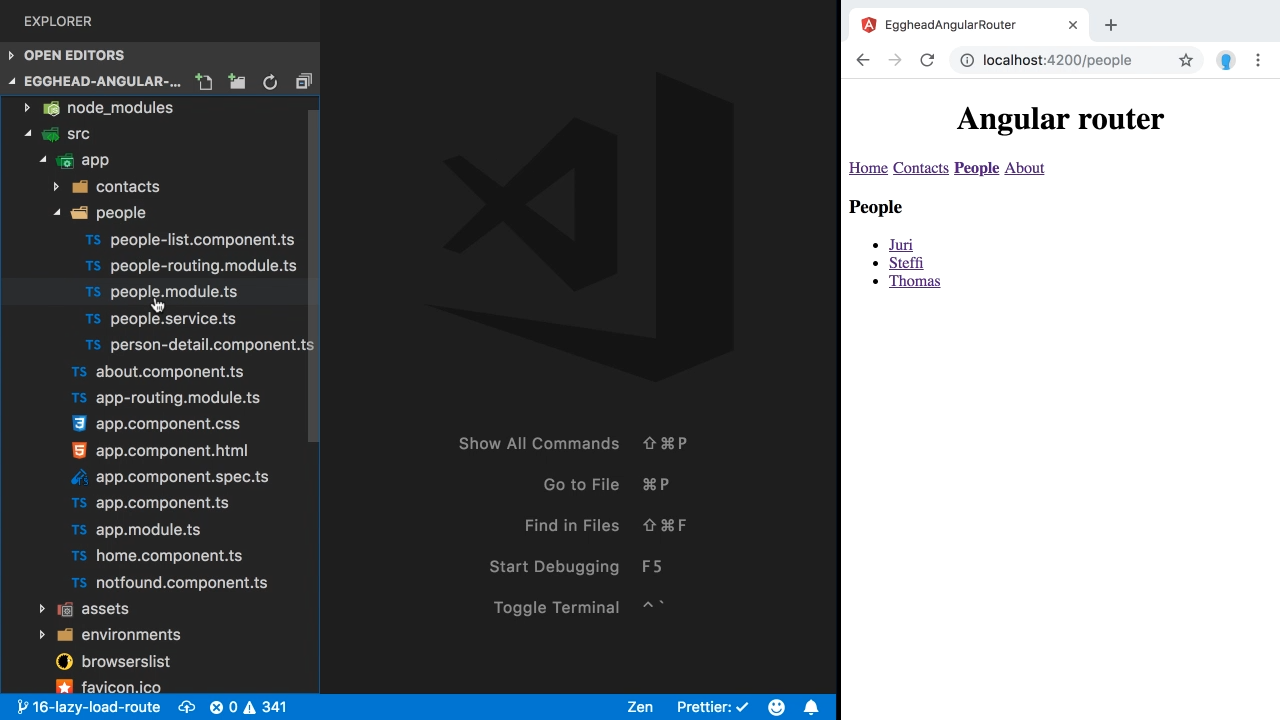 EXPLORER
OPEN EDITORS
EGGHEAD-ANGULAR-...
node_modules
src
app
contacts
people
TS people-list.component.ts
TS people-routing.module.ts
TS people.module.ts
TS people.service.ts
TS person-detail.component.ts
TS about.component.ts
TS app-routing.module.ts
app.component.css
app.component.html
app.component.spec.ts
TS app.component.ts
TS app.module.ts
TS home.component.ts
TS notfound.component.ts
assets
environments
browserslist
favicon.ico
Show All Commands ⇧⌘P
Go to File ⌘P
Find in Files ⇧⌘F
Start Debugging F5
Toggle Terminal ^`
16-lazy-load-route 0 341 Zen Prettier: ✓
EggheadAngularRouter
localhost:4200/people
Angular router
Home Contacts People About
People
Juri
Steffi
Thomas